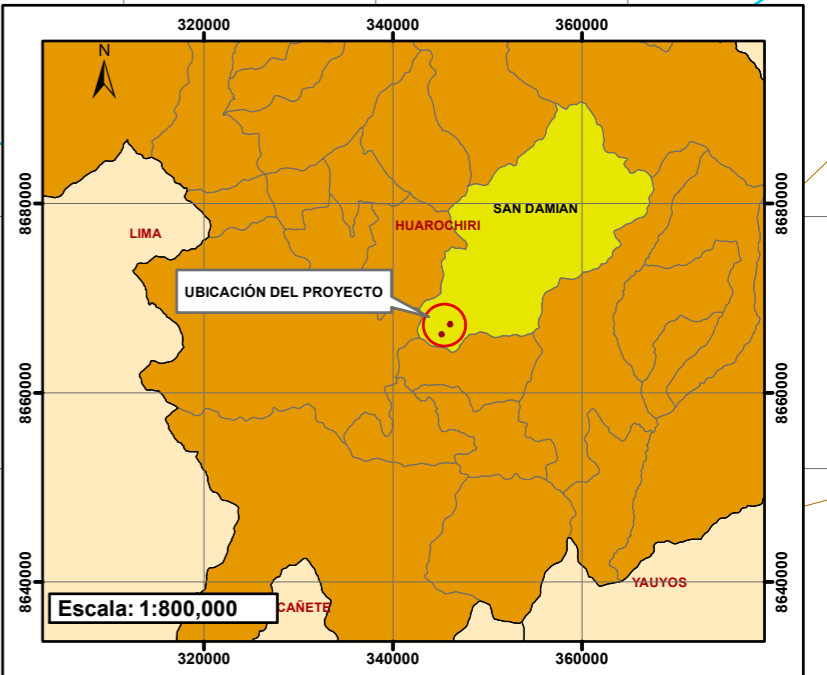 320000 340000 360000
N
8680000 8680000
SAN DAMIAN
HUAROCHIRI
LIMA
UBICACIÓN DEL PROYECTO
8660000 8660000
8640000 8640000
YAUYOS
Escala: 1:800,000
CAÑETE
320000 340000 360000